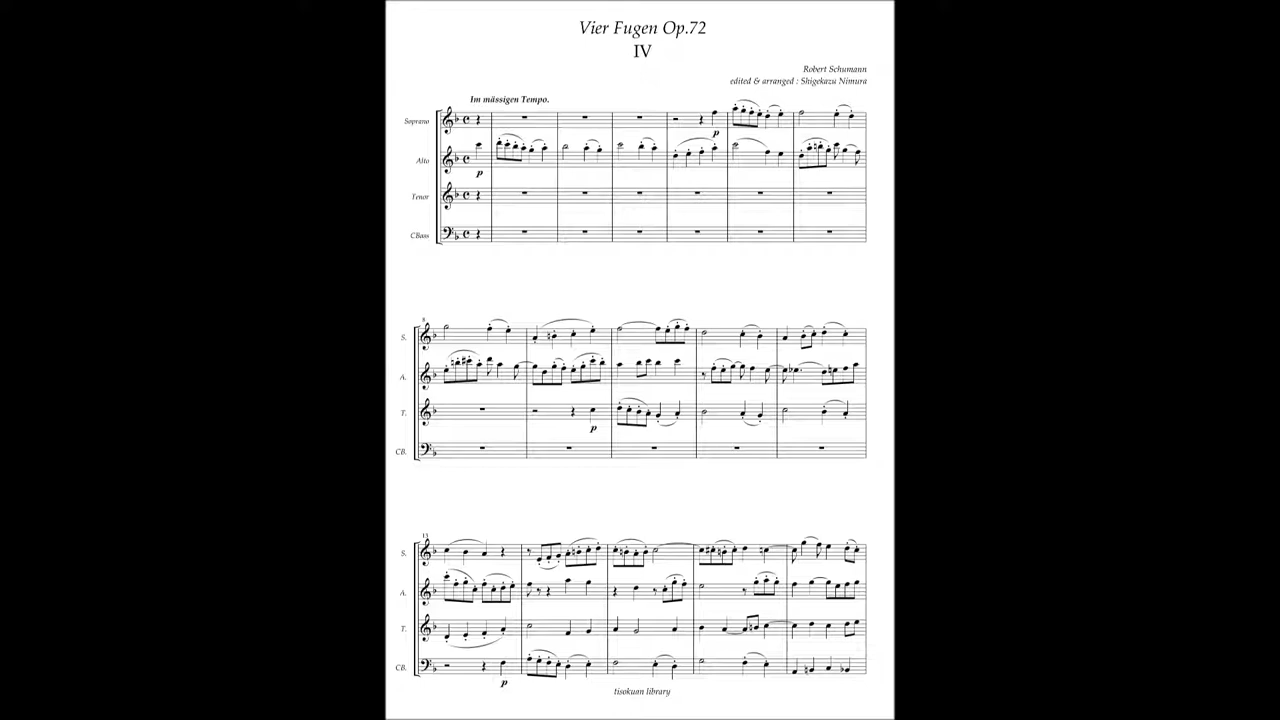 Vier Fugen Op.72
IV
Robert Schumann
edited & arranged : Shigekazu Nimura
Im mässigen Tempo.
Soprano
p
Alto
p
Tenor
CBass
8
S.
A.
T.
p
CB.
13
S.
A.
T.
CB.
p
tisokuan library